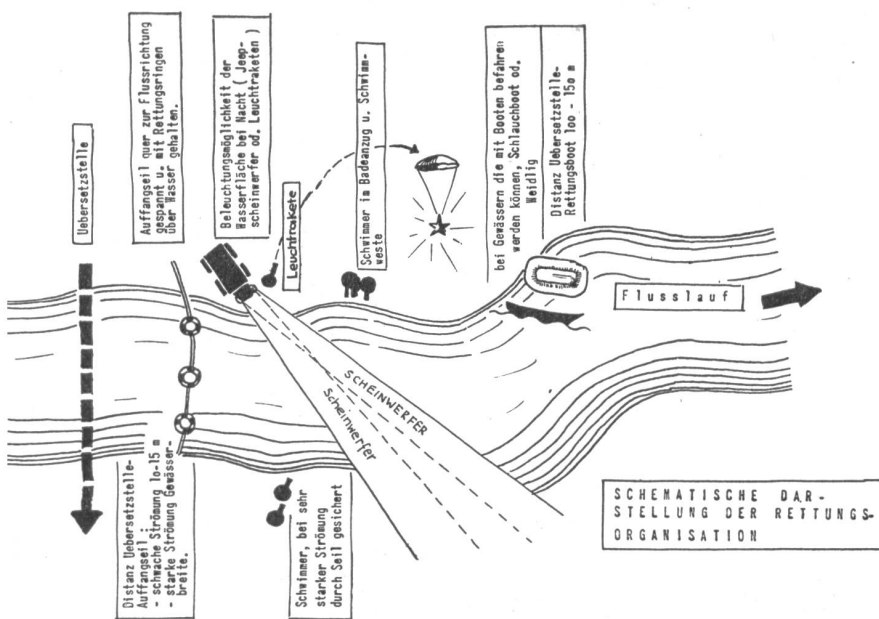 Uebersetzstelle
Auffangseil quer zur Flussrichtung
gespannt u. mit Rettungsringen
über Wasser gehalten.
Beleuchtungsmöglichkeit der
Wasserfläche bei Nacht ( Jeep-
scheinwerfer od. Leuchtraketen )
Leuchtrakete
Schwimmer im Badeanzug u. Schwimm-
weste
bei Gewässern die mit Booten befahren
werden können, Schlauchboot od.
Weidlig
Distanz Uebersetzstelle-
Rettungsboot 100 - 150 m
Flusslauf
SCHEINWERFER
Scheinwerfer
Distanz Uebersetzstelle-
Auffangseil :
- schwache Strömung 10-15 m
- starke Strömung Gewässer-
breite.
Schwimmer, bei sehr
starker Strömung
durch Seil gesichert
SCHEMATISCHE DAR-
STELLUNG DER RETTUNGS-
ORGANISATION